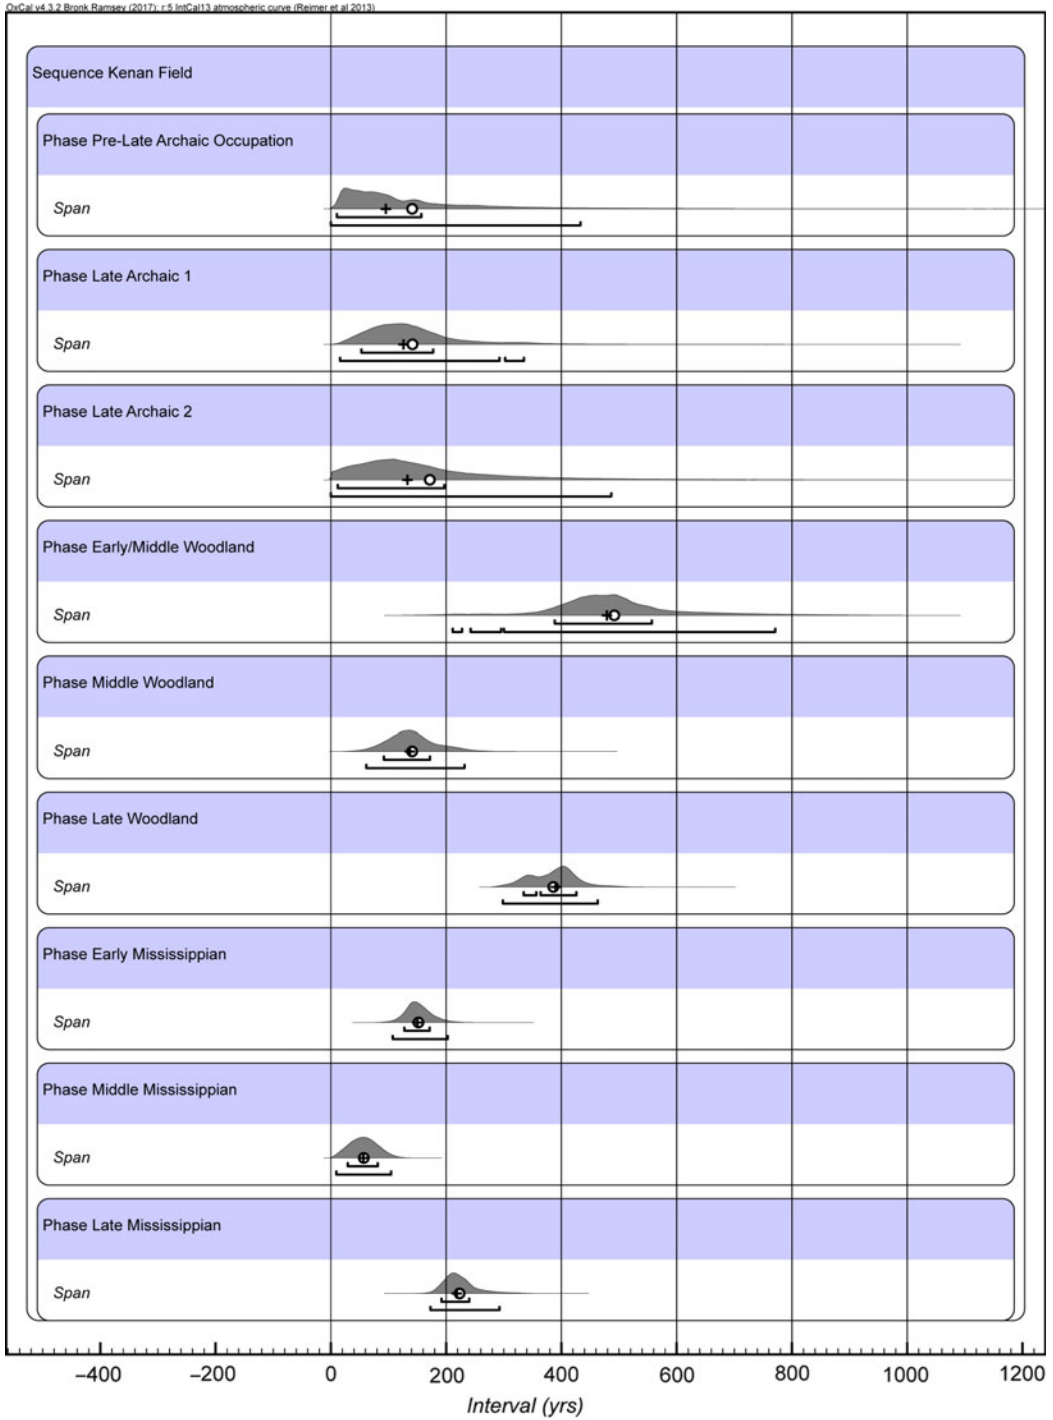 OxCal v4.3.2 Bronk Ramsey (2017); r:5 IntCal13 atmospheric curve (Reimer et al 2013)
Sequence Kenan Field
Phase Pre-Late Archaic Occupation
Span
Phase Late Archaic 1
Span
Phase Late Archaic 2
Span
Phase Early/Middle Woodland
Span
Phase Middle Woodland
Span
Phase Late Woodland
Span
Phase Early Mississippian
Span
Phase Middle Mississippian
Span
Phase Late Mississippian
Span
−400 −200 0 200 400 600 800 1000 1200
Interval (yrs)